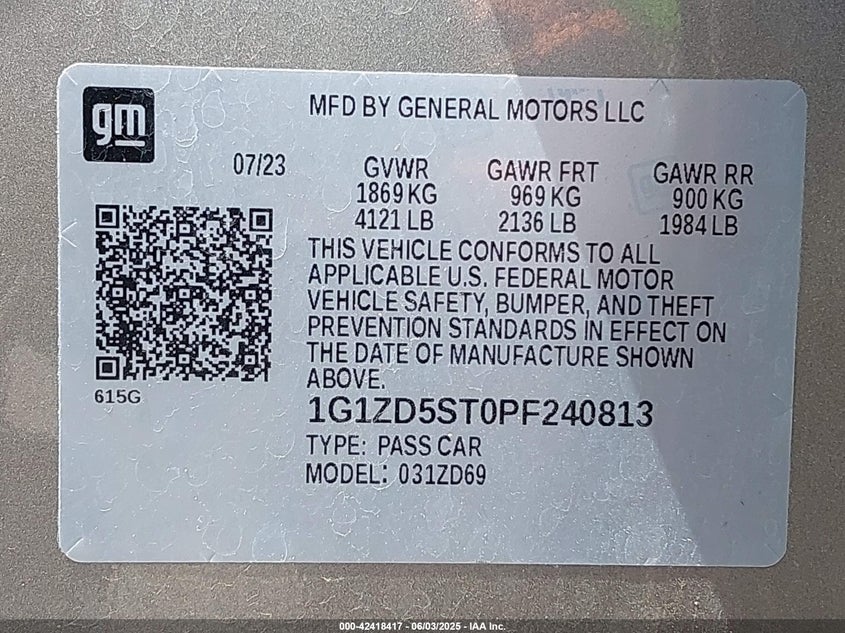 gm
MFD BY GENERAL MOTORS LLC
07/23
GVWR GAWR FRT GAWR RR
1869 KG 969 KG 900 KG
4121 LB 2136 LB 1984 LB
THIS VEHICLE CONFORMS TO ALL
APPLICABLE U.S. FEDERAL MOTOR
VEHICLE SAFETY, BUMPER, AND THEFT
PREVENTION STANDARDS IN EFFECT ON
THE DATE OF MANUFACTURE SHOWN
ABOVE.
615G
1G1ZD5ST0PF240813
TYPE: PASS CAR
MODEL: 031ZD69
000-42418417 - 06/03/2025 - IAA Inc.